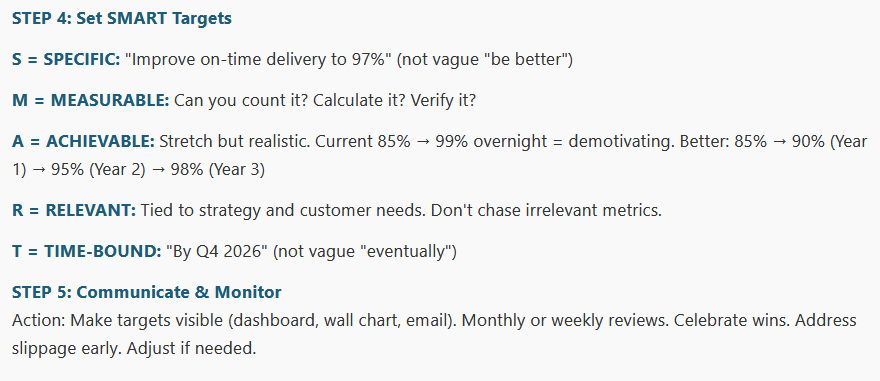 STEP 4: Set SMART Targets
S = SPECIFIC: "Improve on-time delivery to 97%" (not vague "be better")
M = MEASURABLE: Can you count it? Calculate it? Verify it?
A = ACHIEVABLE: Stretch but realistic. Current 85% → 99% overnight = demotivating. Better: 85% → 90% (Year
1) → 95% (Year 2) → 98% (Year 3)
R = RELEVANT: Tied to strategy and customer needs. Don't chase irrelevant metrics.
T = TIME-BOUND: "By Q4 2026" (not vague "eventually")
STEP 5: Communicate & Monitor
Action: Make targets visible (dashboard, wall chart, email). Monthly or weekly reviews. Celebrate wins. Address
slippage early. Adjust if needed.